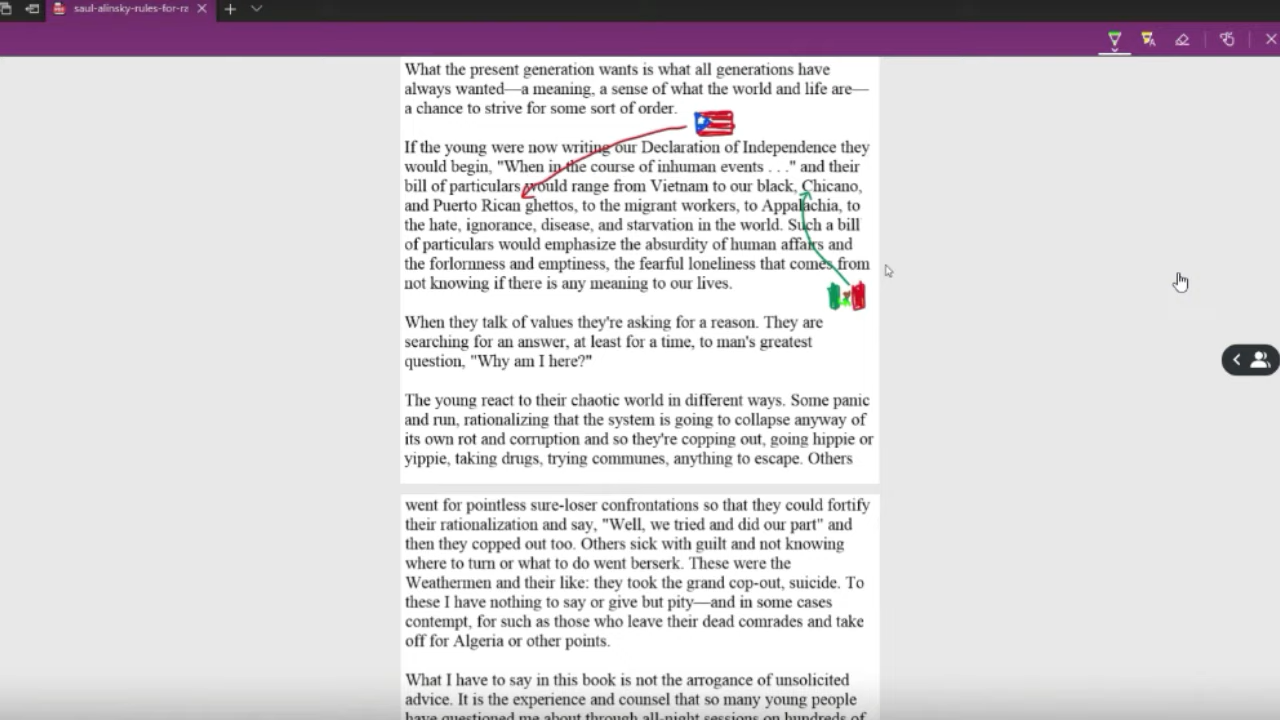 saul-alinsky-rules-for-ra
What the present generation wants is what all generations have
always wanted—a meaning, a sense of what the world and life are—
a chance to strive for some sort of order.
If the young were now writing our Declaration of Independence they
would begin, "When in the course of inhuman events . . ." and their
bill of particulars would range from Vietnam to our black, Chicano,
and Puerto Rican ghettos, to the migrant workers, to Appalachia, to
the hate, ignorance, disease, and starvation in the world. Such a bill
of particulars would emphasize the absurdity of human affairs and
the forlornness and emptiness, the fearful loneliness that comes from
not knowing if there is any meaning to our lives.
When they talk of values they're asking for a reason. They are
searching for an answer, at least for a time, to man's greatest
question, "Why am I here?"
The young react to their chaotic world in different ways. Some panic
and run, rationalizing that the system is going to collapse anyway of
its own rot and corruption and so they're copping out, going hippie or
yippie, taking drugs, trying communes, anything to escape. Others
went for pointless sure-loser confrontations so that they could fortify
their rationalization and say, "Well, we tried and did our part" and
then they copped out too. Others sick with guilt and not knowing
where to turn or what to do went berserk. These were the
Weathermen and their like: they took the grand cop-out, suicide. To
these I have nothing to say or give but pity—and in some cases
contempt, for such as those who leave their dead comrades and take
off for Algeria or other points.
What I have to say in this book is not the arrogance of unsolicited
advice. It is the experience and counsel that so many young people
have questioned me about through all-night sessions on hundreds of